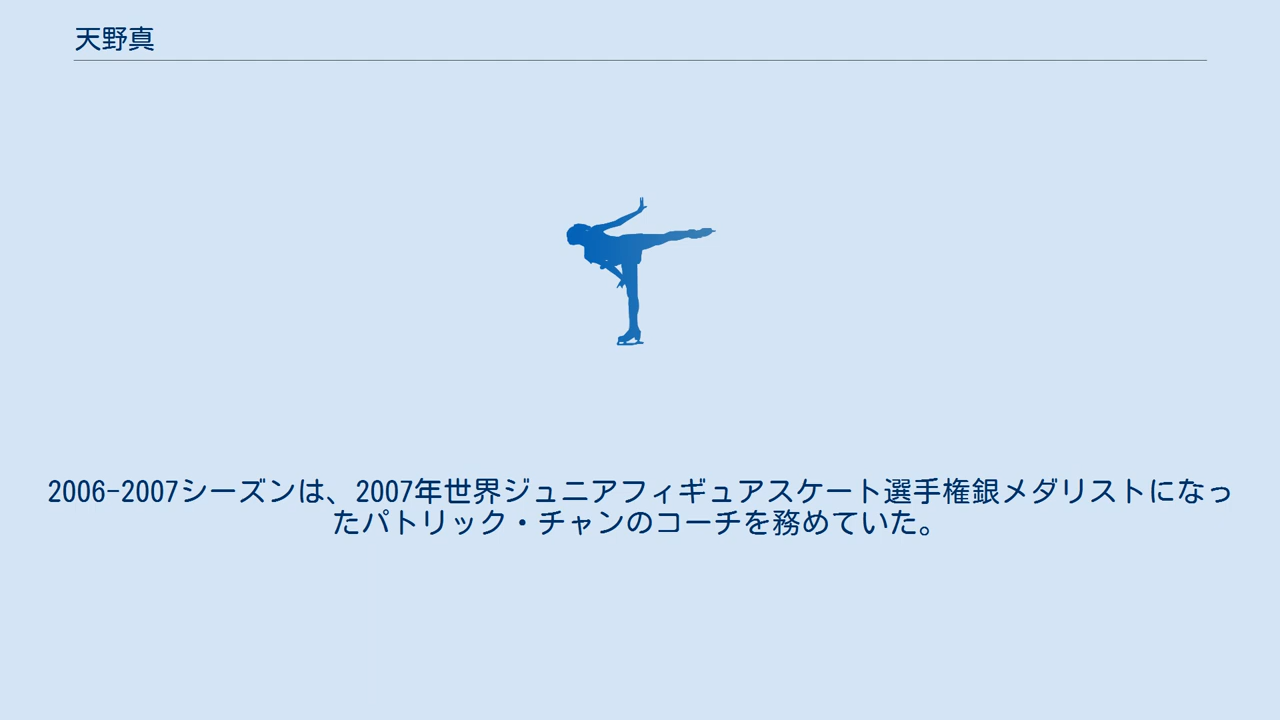 天野真
2006-2007シーズンは、2007年世界ジュニアフィギュアスケート選手権銀メダリストになっ
たパトリック・チャンのコーチを務めていた。